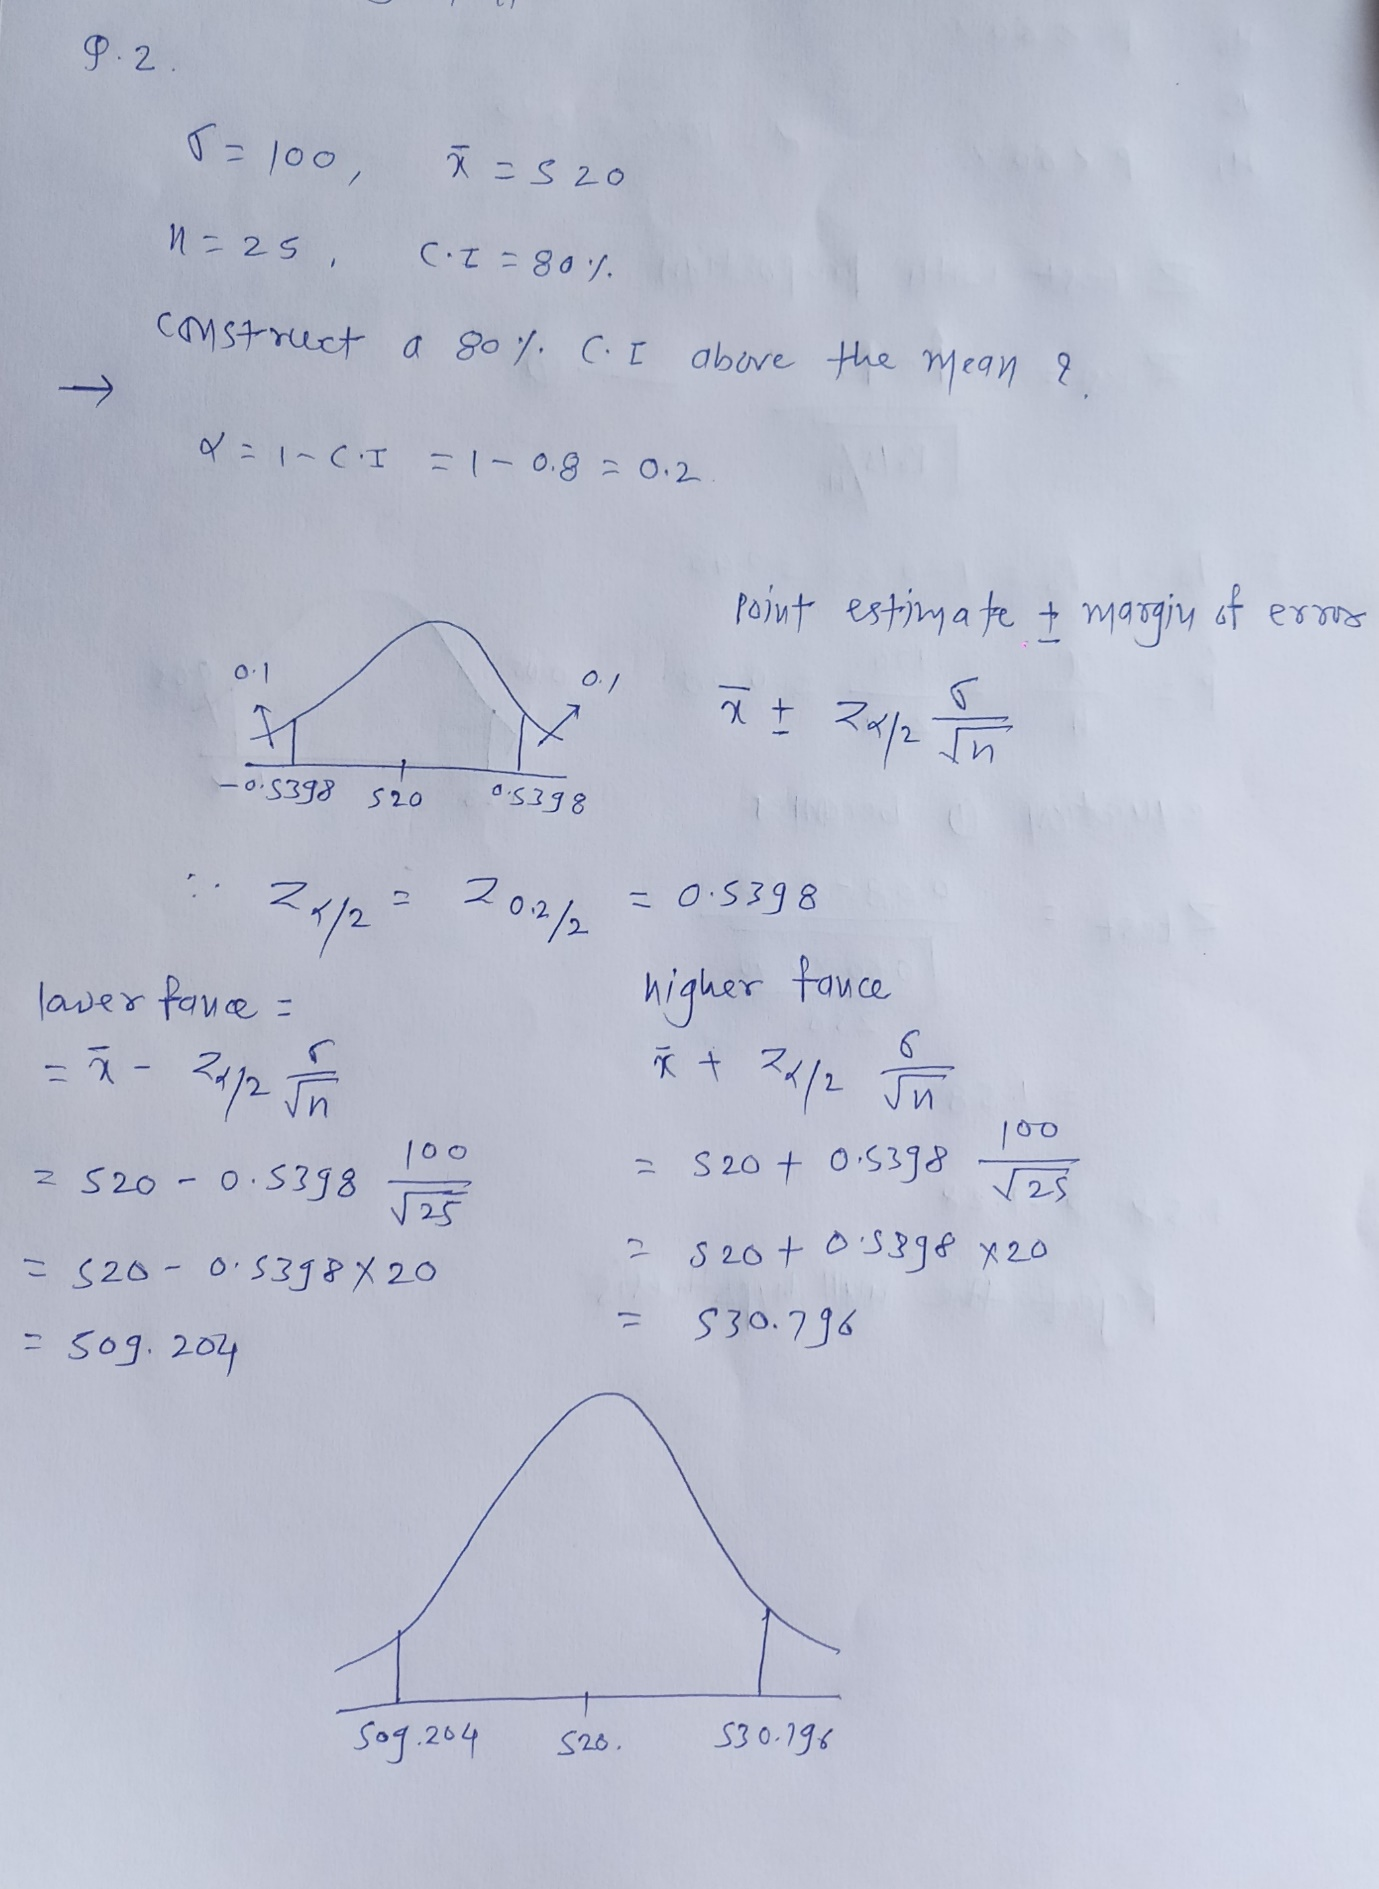 Q.2.
σ = 100, x̄ = 520
n = 25, C.I = 80%.
construct a 80%. C.I above the mean ?
→
α = 1 - C.I = 1 - 0.8 = 0.2.
point estimate ± margin of error
0.1 0.1
x̄ ± Zα/2 σ/√n
-0.5398 520 0.5398
∴ Zα/2 = Z0.2/2 = 0.5398
lower fance = higher fance
= x̄ - Zα/2 σ/√n x̄ + Zα/2 σ/√n
= 520 - 0.5398 100/√25 = 520 + 0.5398 100/√25
= 520 - 0.5398 × 20 = 520 + 0.5398 × 20
= 509.204 = 530.796
509.204 520. 530.796